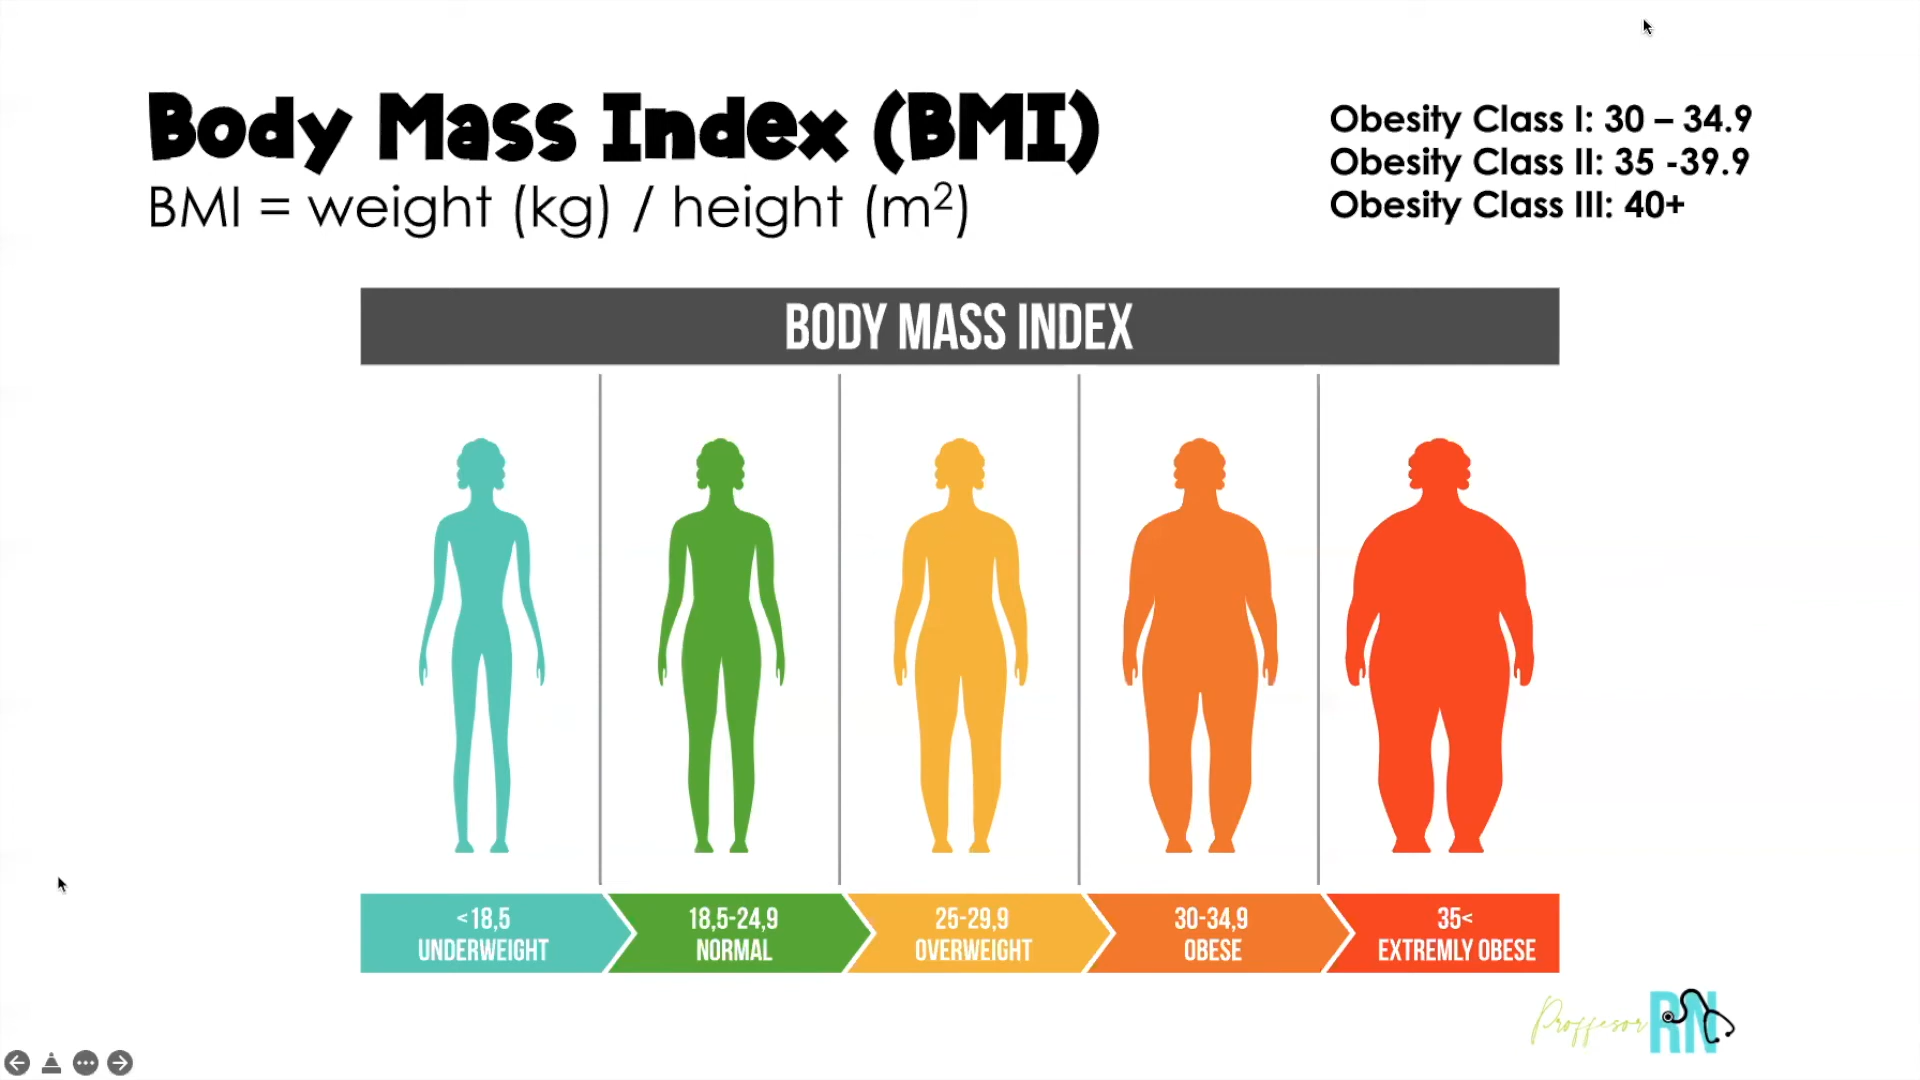 Body Mass Index (BMI)
BMI = weight (kg) / height (m²)
Obesity Class I: 30 – 34.9
Obesity Class II: 35 -39.9
Obesity Class III: 40+
BODY MASS INDEX
<18,5
UNDERWEIGHT
18,5-24,9
NORMAL
25-29,9
OVERWEIGHT
30-34,9
OBESE
35<
EXTREMLY OBESE
Proffesor RN